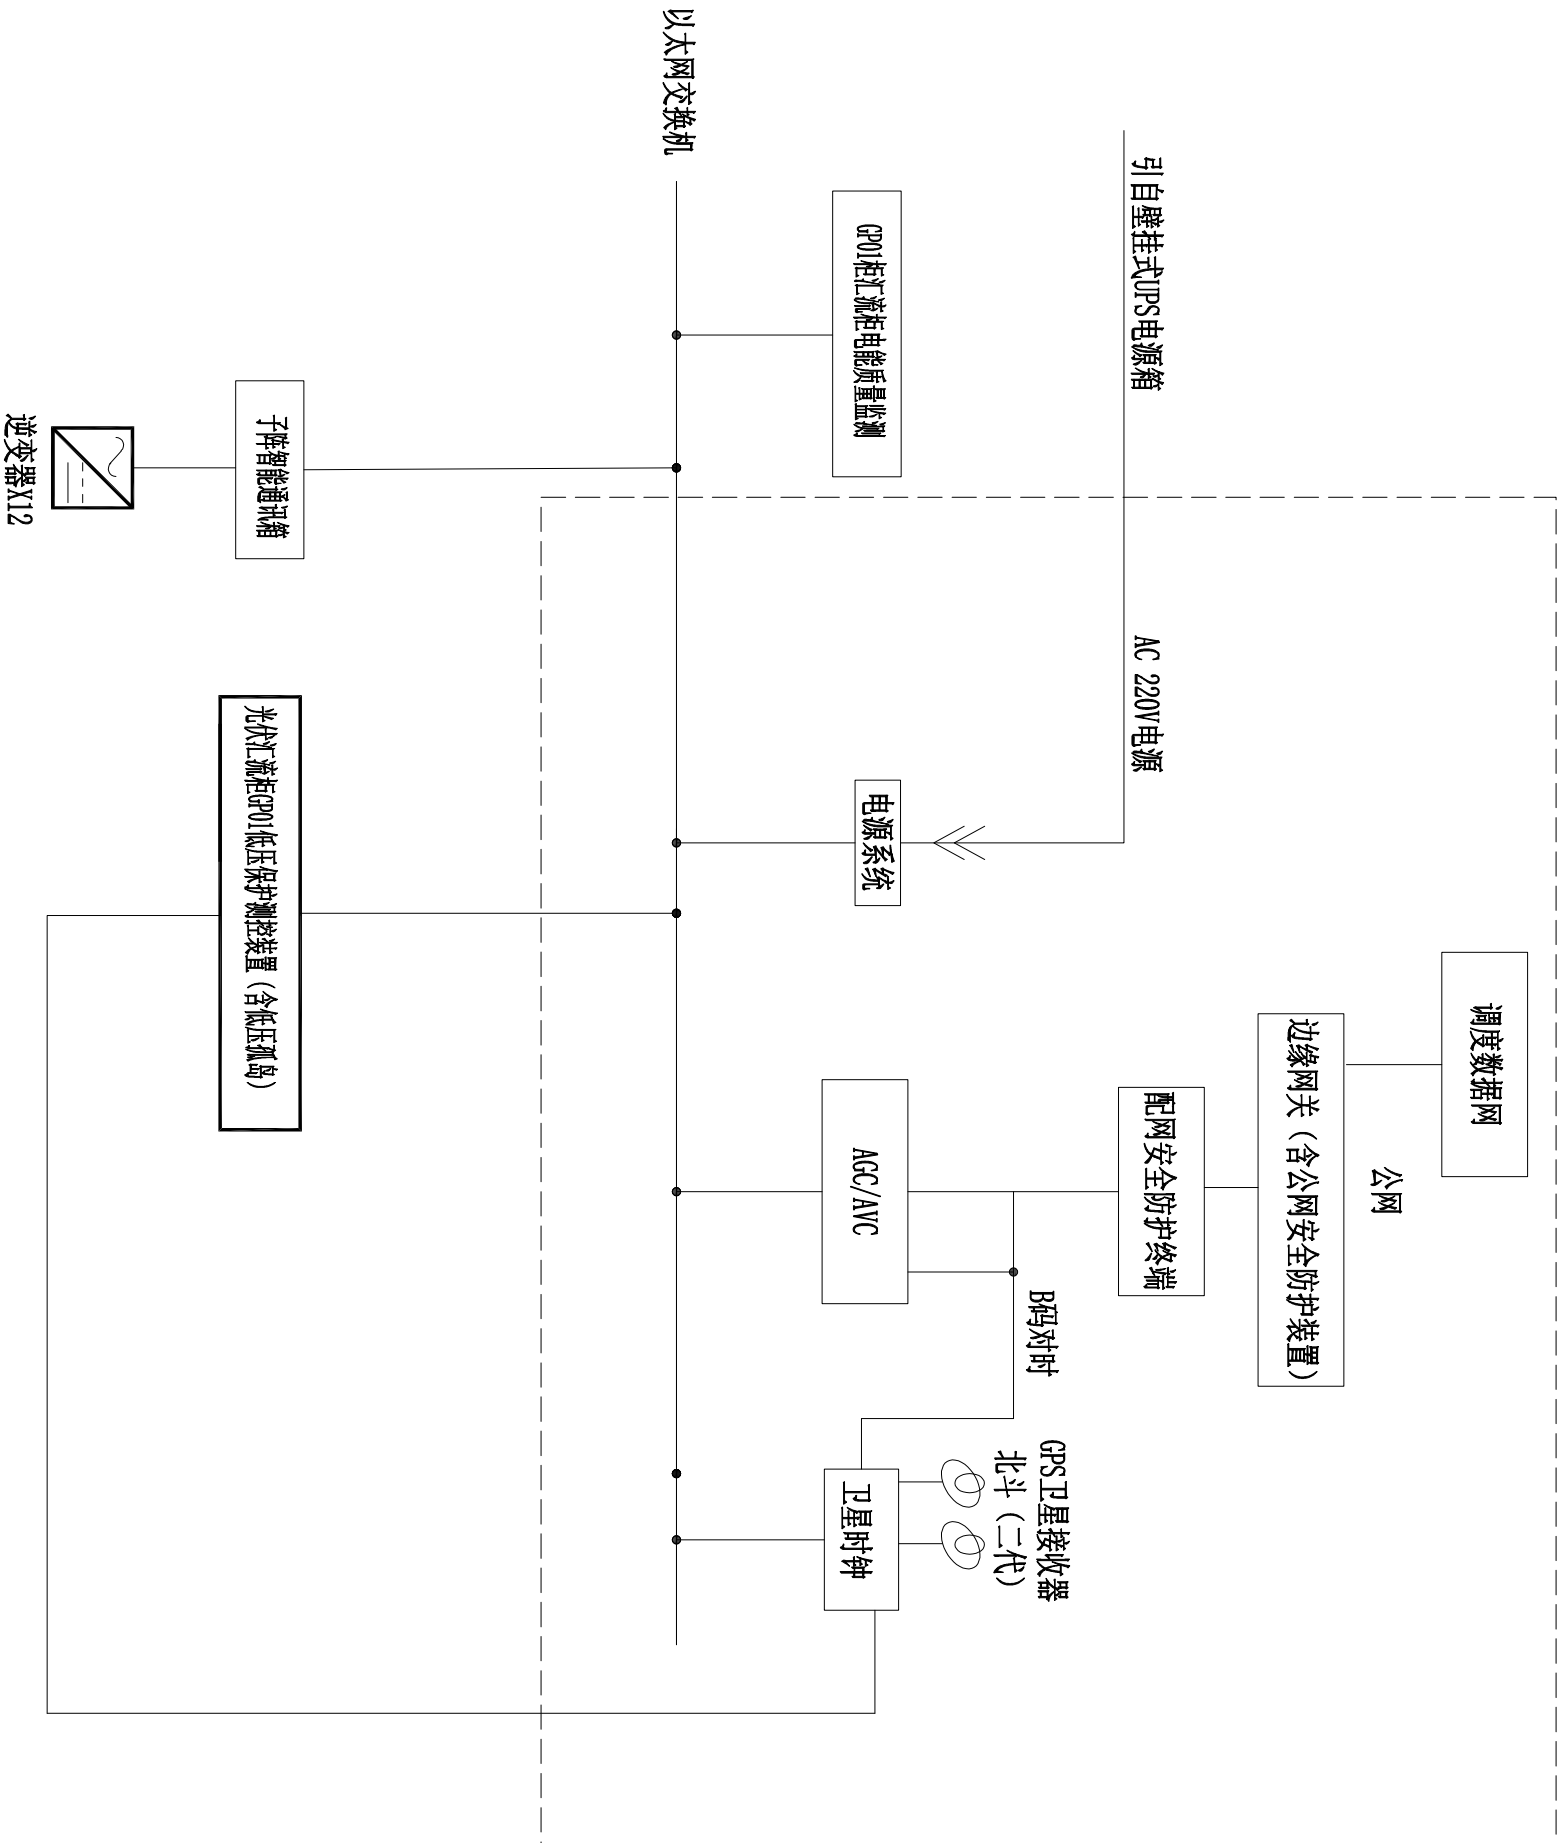 调度数据网
公网
边缘网关（含公网安全防护装置）
配网安全防护终端
引自壁挂式UPS电源箱
AC 220V电源
B码对时
GPS卫星接收器
北斗（二代）
GP01柜汇流柜电能质量监测
电源系统
AGC/AVC
卫星时钟
以太网交换机
子阵智能通讯箱
光伏汇流柜GP01低压保护测控装置（含低压孤岛）
逆变器X12